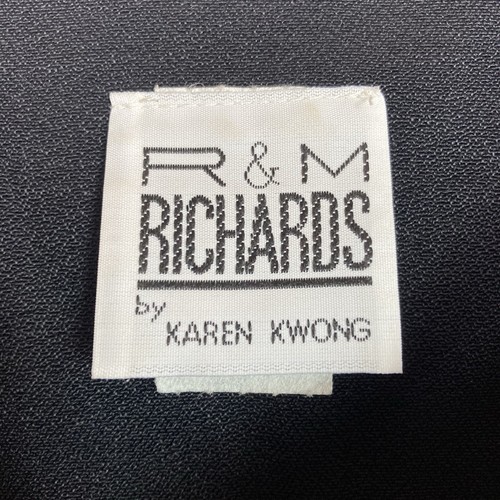 R & M
RICHARDS
by
KAREN KWONG